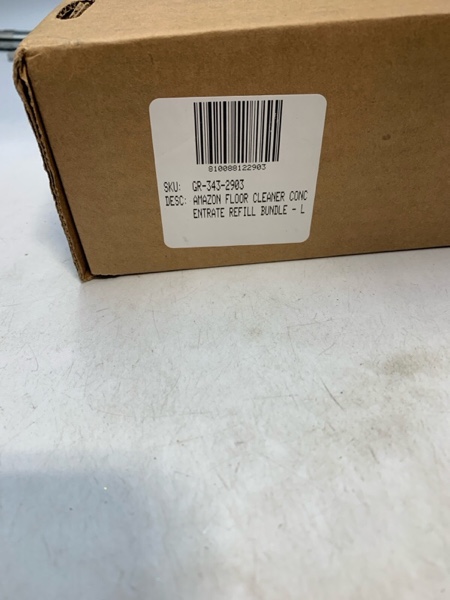 810088122903
SKU: GR-343-2903
DESC: AMAZON FLOOR CLEANER CONC
ENTRATE REFILL BUNDLE - L